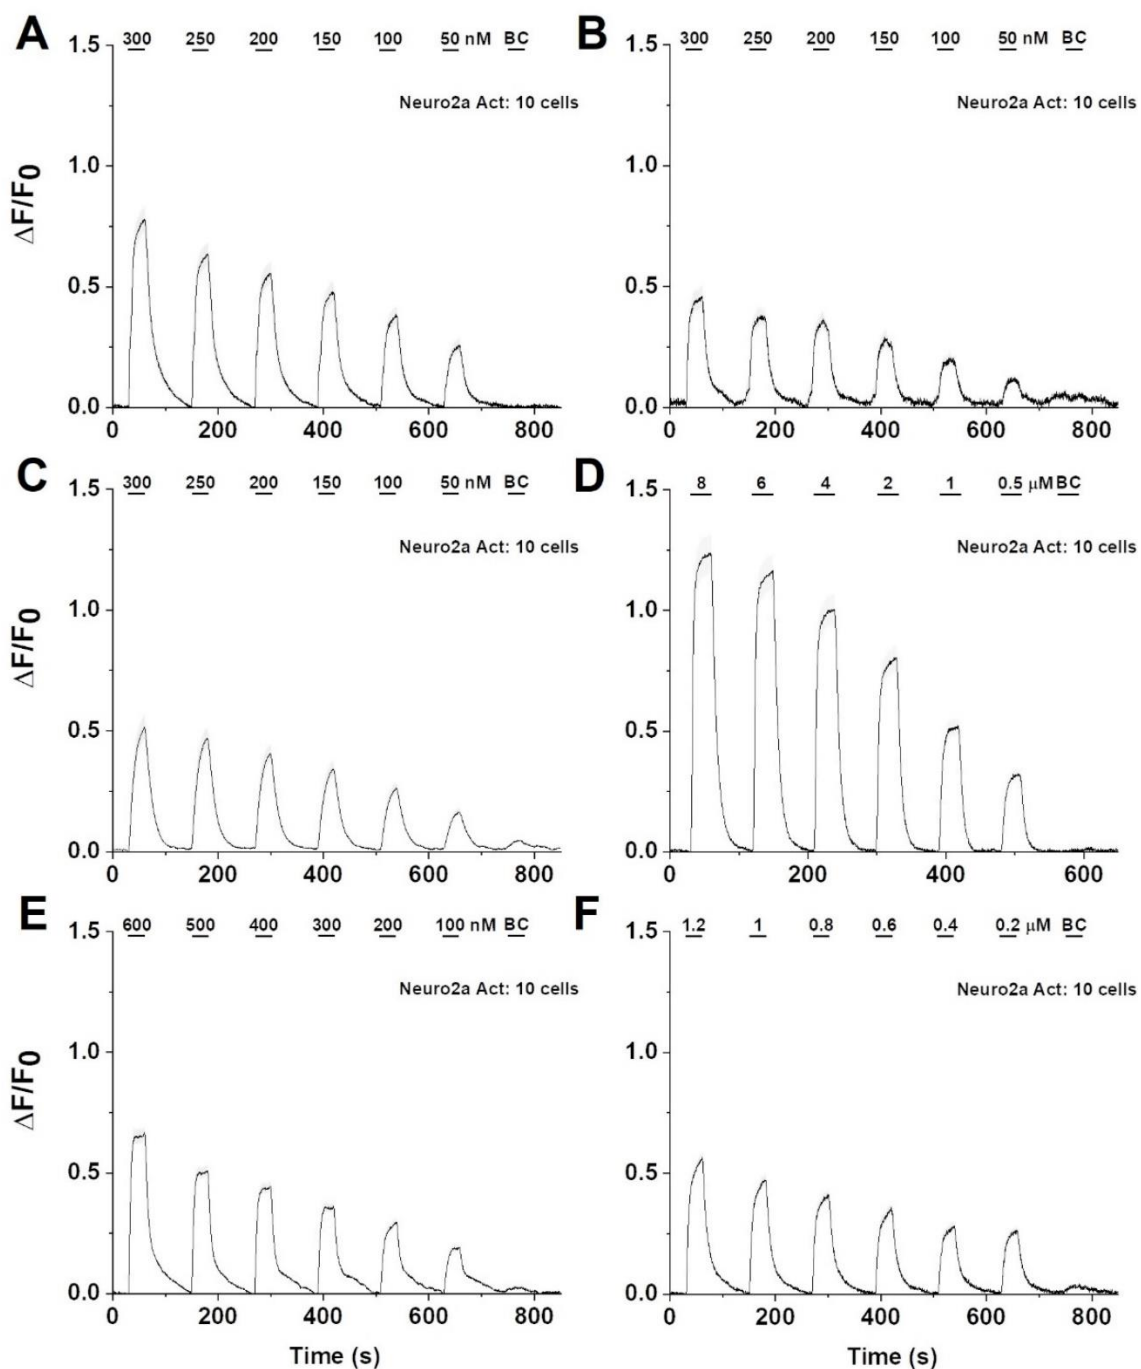 A
300 250 200 150 100 50 nM BC
Neuro2a Act: 10 cells
ΔF/F0
1.5
1.0
0.5
0.0
0 200 400 600 800
B
300 250 200 150 100 50 nM BC
Neuro2a Act: 10 cells
1.5
1.0
0.5
0.0
0 200 400 600 800
C
300 250 200 150 100 50 nM BC
Neuro2a Act: 10 cells
ΔF/F0
1.5
1.0
0.5
0.0
0 200 400 600 800
D
8 6 4 2 1 0.5 μM BC
Neuro2a Act: 10 cells
1.5
1.0
0.5
0.0
0 200 400 600
E
600 500 400 300 200 100 nM BC
Neuro2a Act: 10 cells
ΔF/F0
1.5
1.0
0.5
0.0
0 200 400 600 800
Time (s)
F
1.2 1 0.8 0.6 0.4 0.2 μM BC
Neuro2a Act: 10 cells
1.5
1.0
0.5
0.0
0 200 400 600 800
Time (s)